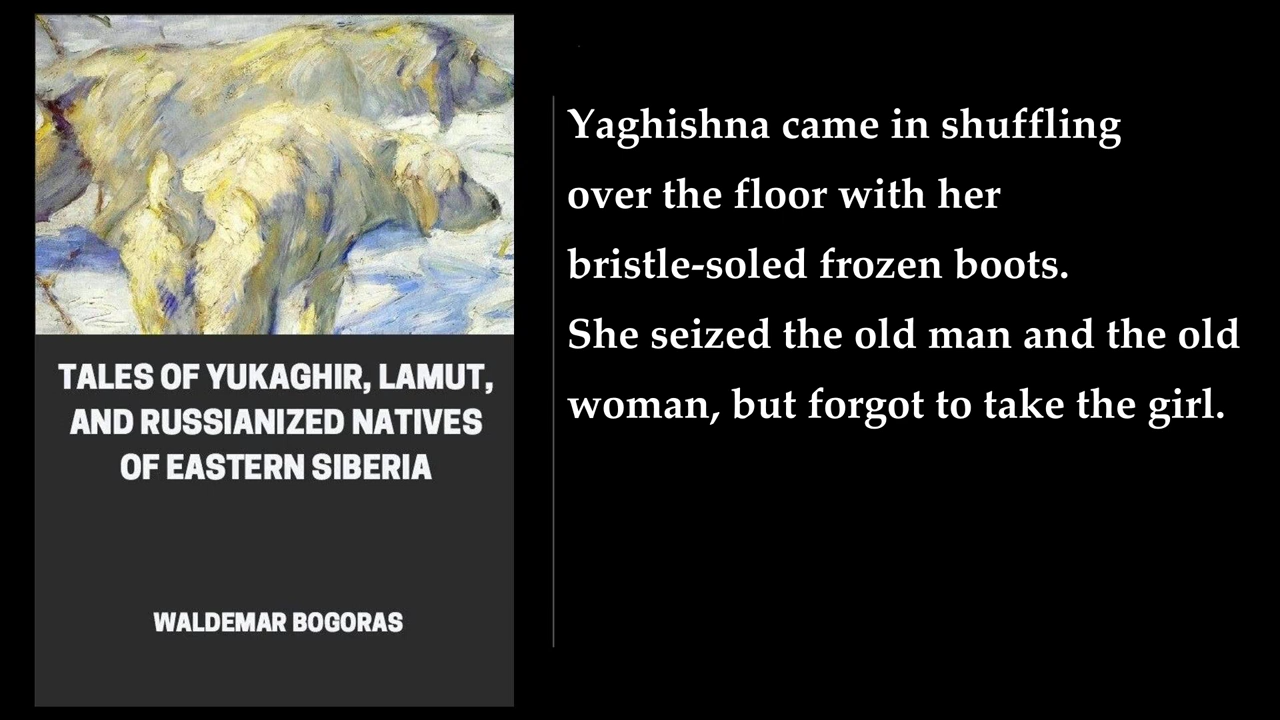 TALES OF YUKAGHIR, LAMUT,
AND RUSSIANIZED NATIVES
OF EASTERN SIBERIA
WALDEMAR BOGORAS
Yaghishna came in shuffling
over the floor with her
bristle-soled frozen boots.
She seized the old man and the old
woman, but forgot to take the girl.